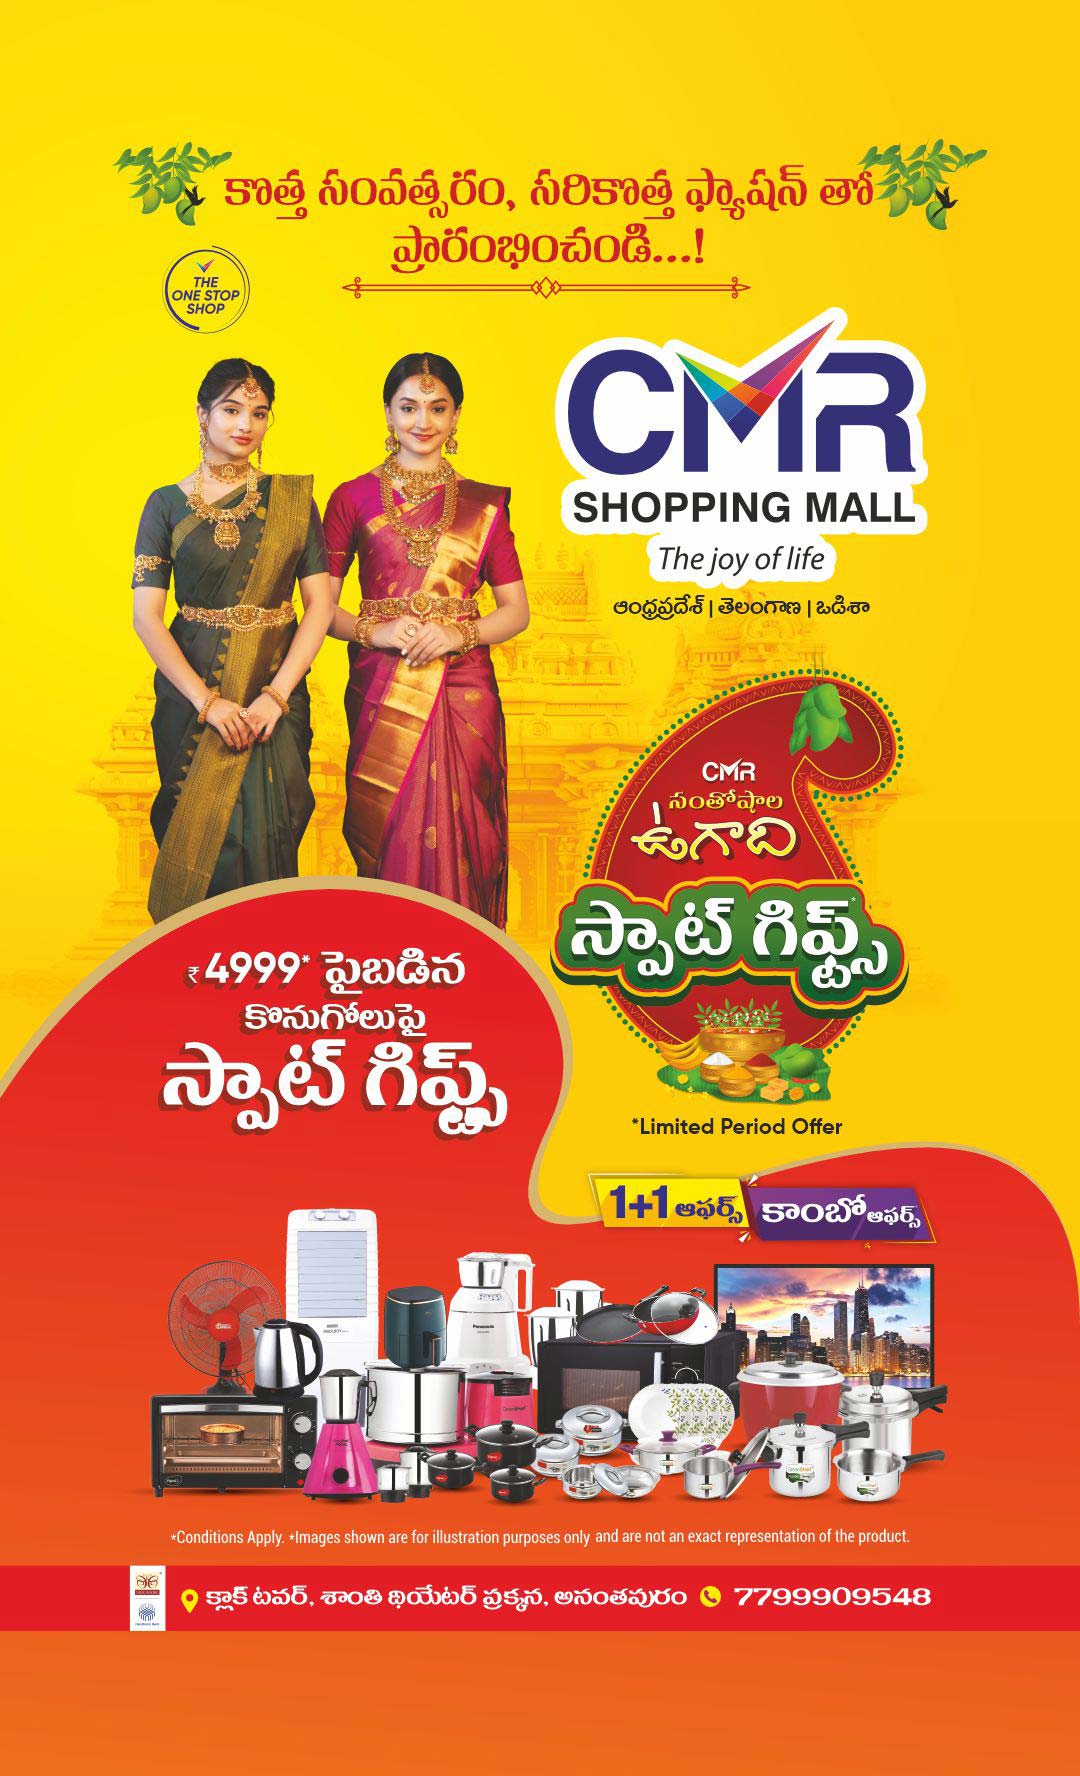 కొత్త సంవత్సరం, సరికొత్త ఫ్యాషన్ తో
ప్రారంభించండి...!
THE
ONE STOP
SHOP
CMR
SHOPPING MALL
The joy of life
ఆంధ్రప్రదేశ్ | తెలంగాణ | ఒడిశా
CMR
సంతోషాల
ఉగాది
స్పాట్ గిఫ్ట్స్*
*Limited Period Offer
₹4999* పైబడిన
కొనుగోలుపై
స్పాట్ గిఫ్ట్స్
1+1 ఆఫర్స్ కాంబో ఆఫర్స్
Panasonic
*Conditions Apply. *Images shown are for illustration purposes only and are not an exact representation of the product.
క్లాక్ టవర్, శాంతి థియేటర్ ప్రక్కన, అనంతపురం 7799909548